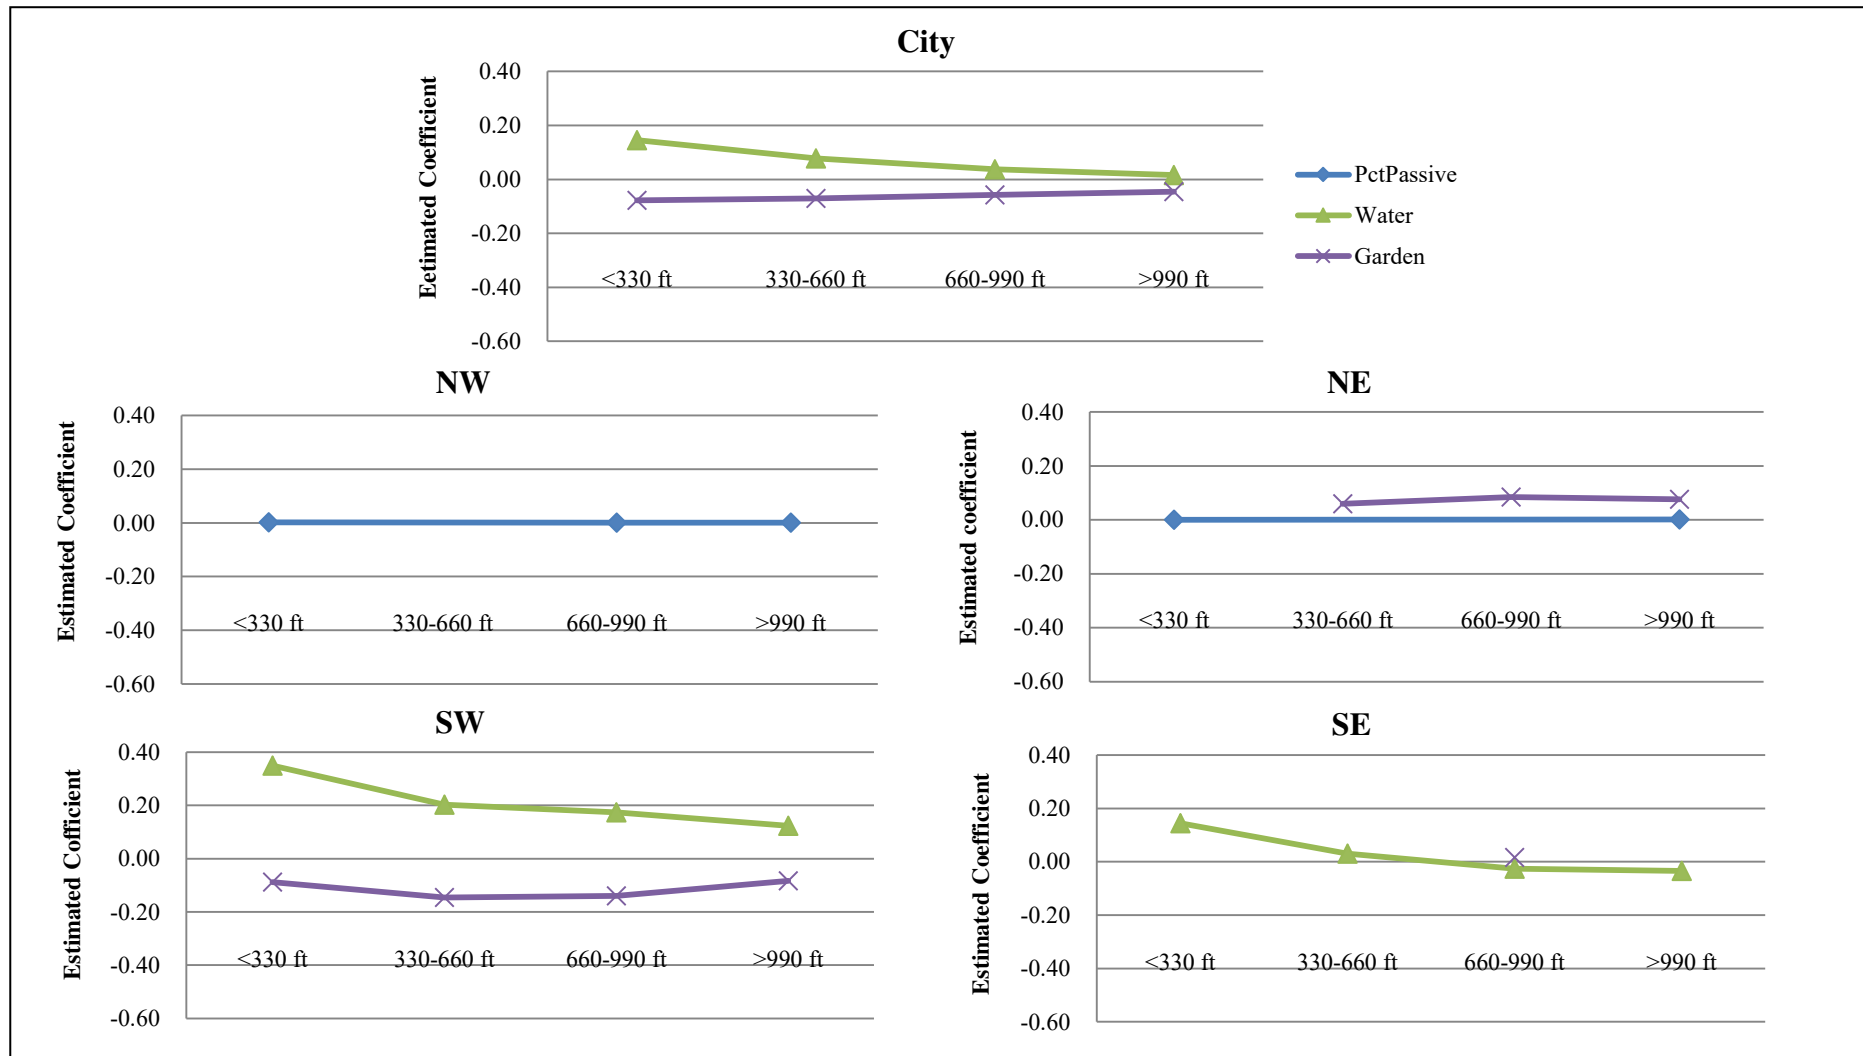 City
Eetimated Coefficient
0.40
0.20
0.00
-0.20
-0.40
-0.60
<330 ft
330-660 ft
660-990 ft
>990 ft
PctPassive
Water
Garden
NW
Estimated Coefficient
0.40
0.20
0.00
-0.20
-0.40
-0.60
<330 ft
330-660 ft
660-990 ft
>990 ft
NE
Estimated coefficient
0.40
0.20
0.00
-0.20
-0.40
-0.60
<330 ft
330-660 ft
660-990 ft
>990 ft
SW
Estimated Cofficient
0.40
0.20
0.00
-0.20
-0.40
-0.60
<330 ft
330-660 ft
660-990 ft
>990 ft
SE
Estimated Coefficient
0.40
0.20
0.00
-0.20
-0.40
-0.60
<330 ft
330-660 ft
660-990 ft
>990 ft